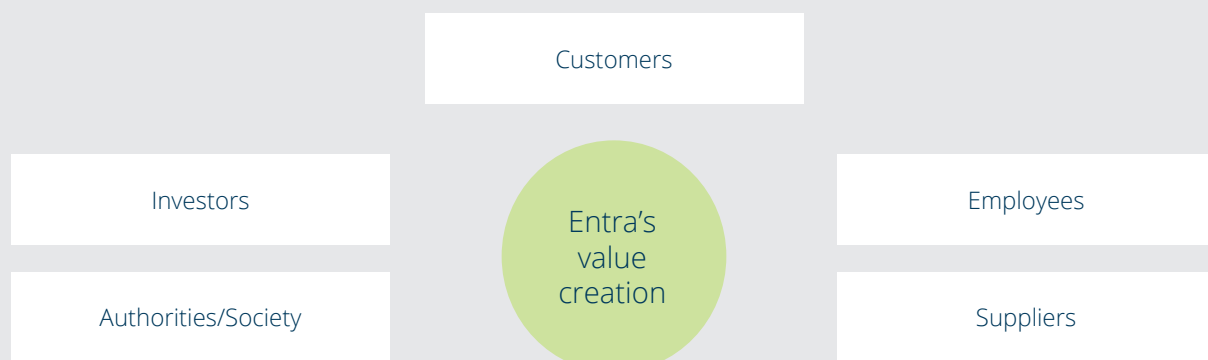 Customers
Investors
Employees
Entra’s
value
creation
Authorities/Society
Suppliers